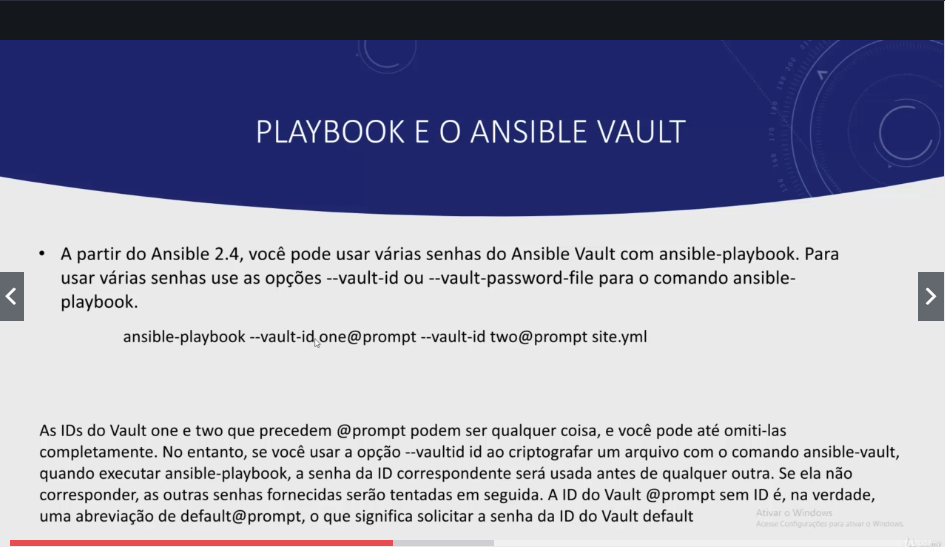 PLAYBOOK E O ANSIBLE VAULT
• A partir do Ansible 2.4, você pode usar várias senhas do Ansible Vault com ansible-playbook. Para
usar várias senhas use as opções --vault-id ou --vault-password-file para o comando ansible-
playbook.
ansible-playbook --vault-id one@prompt --vault-id two@prompt site.yml
As IDs do Vault one e two que precedem @prompt podem ser qualquer coisa, e você pode até omiti-las
completamente. No entanto, se você usar a opção --vaultid id ao criptografar um arquivo com o comando ansible-vault,
quando executar ansible-playbook, a senha da ID correspondente será usada antes de qualquer outra. Se ela não
corresponder, as outras senhas fornecidas serão tentadas em seguida. A ID do Vault @prompt sem ID é, na verdade,
uma abreviação de default@prompt, o que significa solicitar a senha da ID do Vault default
Ativar o Windows
Acesse Configurações para ativar o Windows.